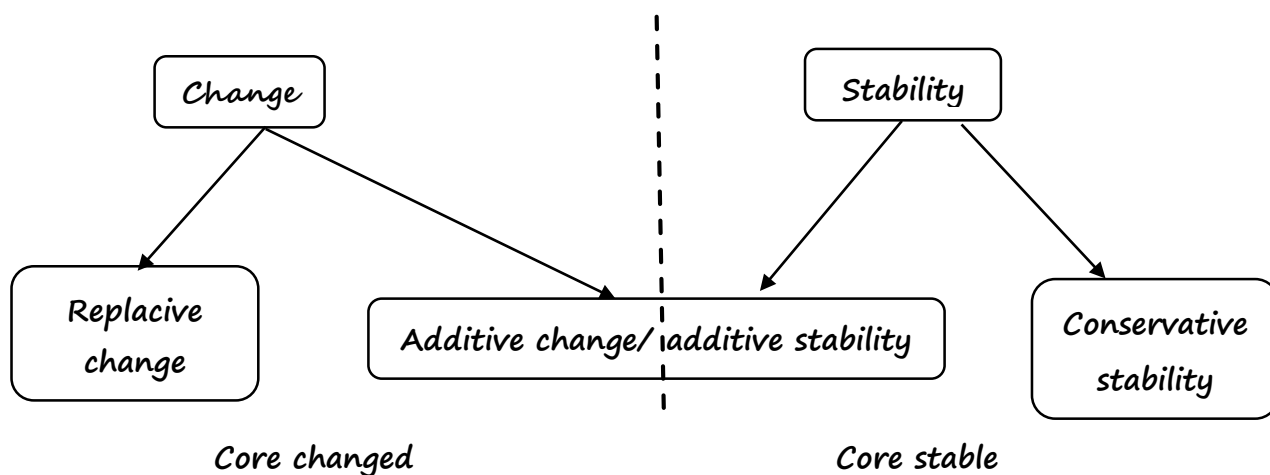 Change
Stability
Replacive
change
Additive change/ additive stability
Conservative
stability
Core changed
Core stable